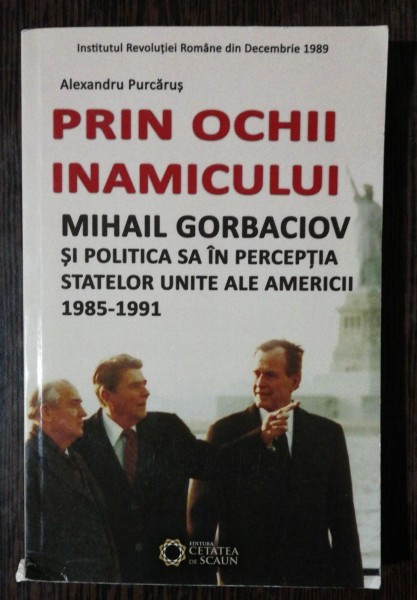 Institutul Revoluției Române din Decembrie 1989
Alexandru Purcăruș
PRIN OCHII
INAMICULUI
MIHAIL GORBACIOV
ȘI POLITICA SA ÎN PERCEPȚIA
STATELOR UNITE ALE AMERICII
1985-1991
EDITURA
CETATEA
DE SCAUN